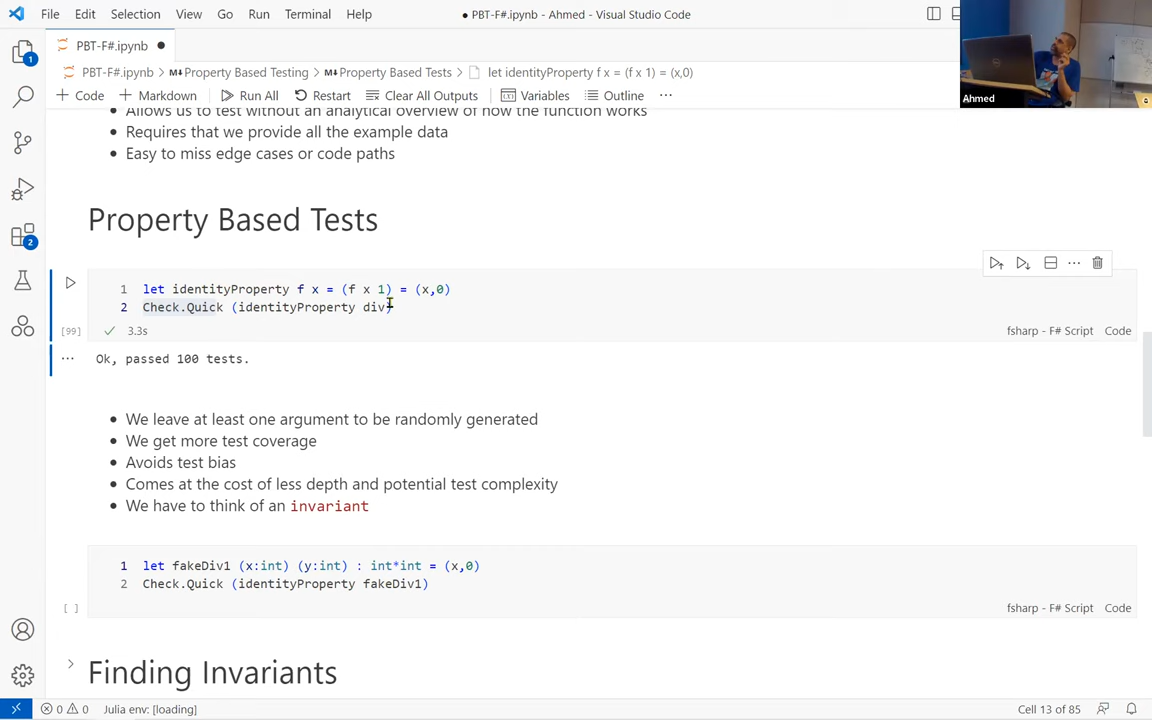 File Edit Selection View Go Run Terminal Help
● PBT-F#.ipynb - Ahmed - Visual Studio Code
PBT-F#.ipynb
PBT-F#.ipynb > Property Based Testing > Property Based Tests > let identityProperty f x = (f x 1) = (x,0)
+ Code + Markdown Run All Restart Clear All Outputs Variables Outline ...
Ahmed
Allows us to test without an analytical overview of how the function works
• Requires that we provide all the example data
• Easy to miss edge cases or code paths
Property Based Tests
1 let identityProperty f x = (f x 1) = (x,0)
2 Check.Quick (identityProperty div)
[99] 3.3s fsharp - F# Script Code
Ok, passed 100 tests.
• We leave at least one argument to be randomly generated
• We get more test coverage
• Avoids test bias
• Comes at the cost of less depth and potential test complexity
• We have to think of an invariant
1 let fakeDiv1 (x:int) (y:int) : int*int = (x,0)
2 Check.Quick (identityProperty fakeDiv1)
[ ] fsharp - F# Script Code
Finding Invariants
1
2
0 0 Julia env: [loading] Cell 13 of 85